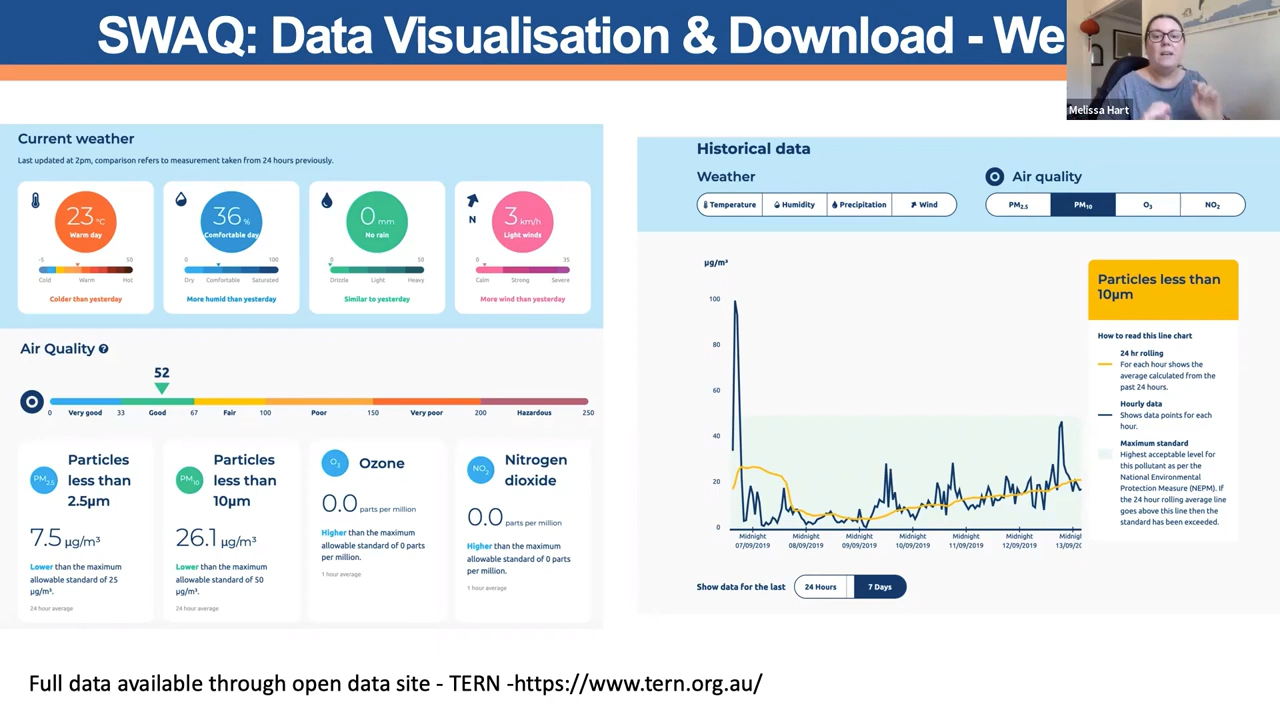 SWAQ: Data Visualisation & Download - We
Melissa Hart
Current weather
Last updated at 2pm, comparison refers to measurement taken from 24 hours previously.
23 °C
Warm day
-5 50
Cold Warm Hot
Colder than yesterday
36 %
Comfortable day
0 100
Dry Comfortable Saturated
More humid than yesterday
0 mm
No rain
0 50
Drizzle Light Heavy
Similar to yesterday
N
3 km/h
Light winds
0 35
Calm Strong Severe
More wind than yesterday
Air Quality ?
52
0 Very good 33 Good 67 Fair 100 Poor 150 Very poor 200 Hazardous 250
PM2.5
Particles
less than
2.5μm
7.5 μg/m³
Lower than the maximum
allowable standard of 25
μg/m³.
24 hour average
PM10
Particles
less than
10μm
26.1 μg/m³
Lower than the maximum
allowable standard of 50
μg/m³.
24 hour average
O3
Ozone
0.0 parts per million
Higher than the maximum
allowable standard of 0 parts
per million.
1 hour average
NO2
Nitrogen
dioxide
0.0 parts per million
Higher than the maximum
allowable standard of 0 parts
per million.
1 hour average
Historical data
Weather
Temperature Humidity Precipitation Wind
Air quality
PM2.5 PM10 O3 NO2
μg/m³
100
80
60
40
20
0
Midnight Midnight Midnight Midnight Midnight Midnight Midnigh
07/09/2019 08/09/2019 09/09/2019 10/09/2019 11/09/2019 12/09/2019 13/09/20
Particles less than
10μm
How to read this line chart
24 hr rolling
For each hour shows the
average calculated from the
past 24 hours.
Hourly data
Shows data points for each
hour.
Maximum standard
Highest acceptable level for
this pollutant as per the
National Environmental
Protection Measure (NEPM). If
the 24 hour rolling average line
goes above this line then the
standard has been exceeded.
Show data for the last 24 Hours 7 Days
Full data available through open data site - TERN -https://www.tern.org.au/